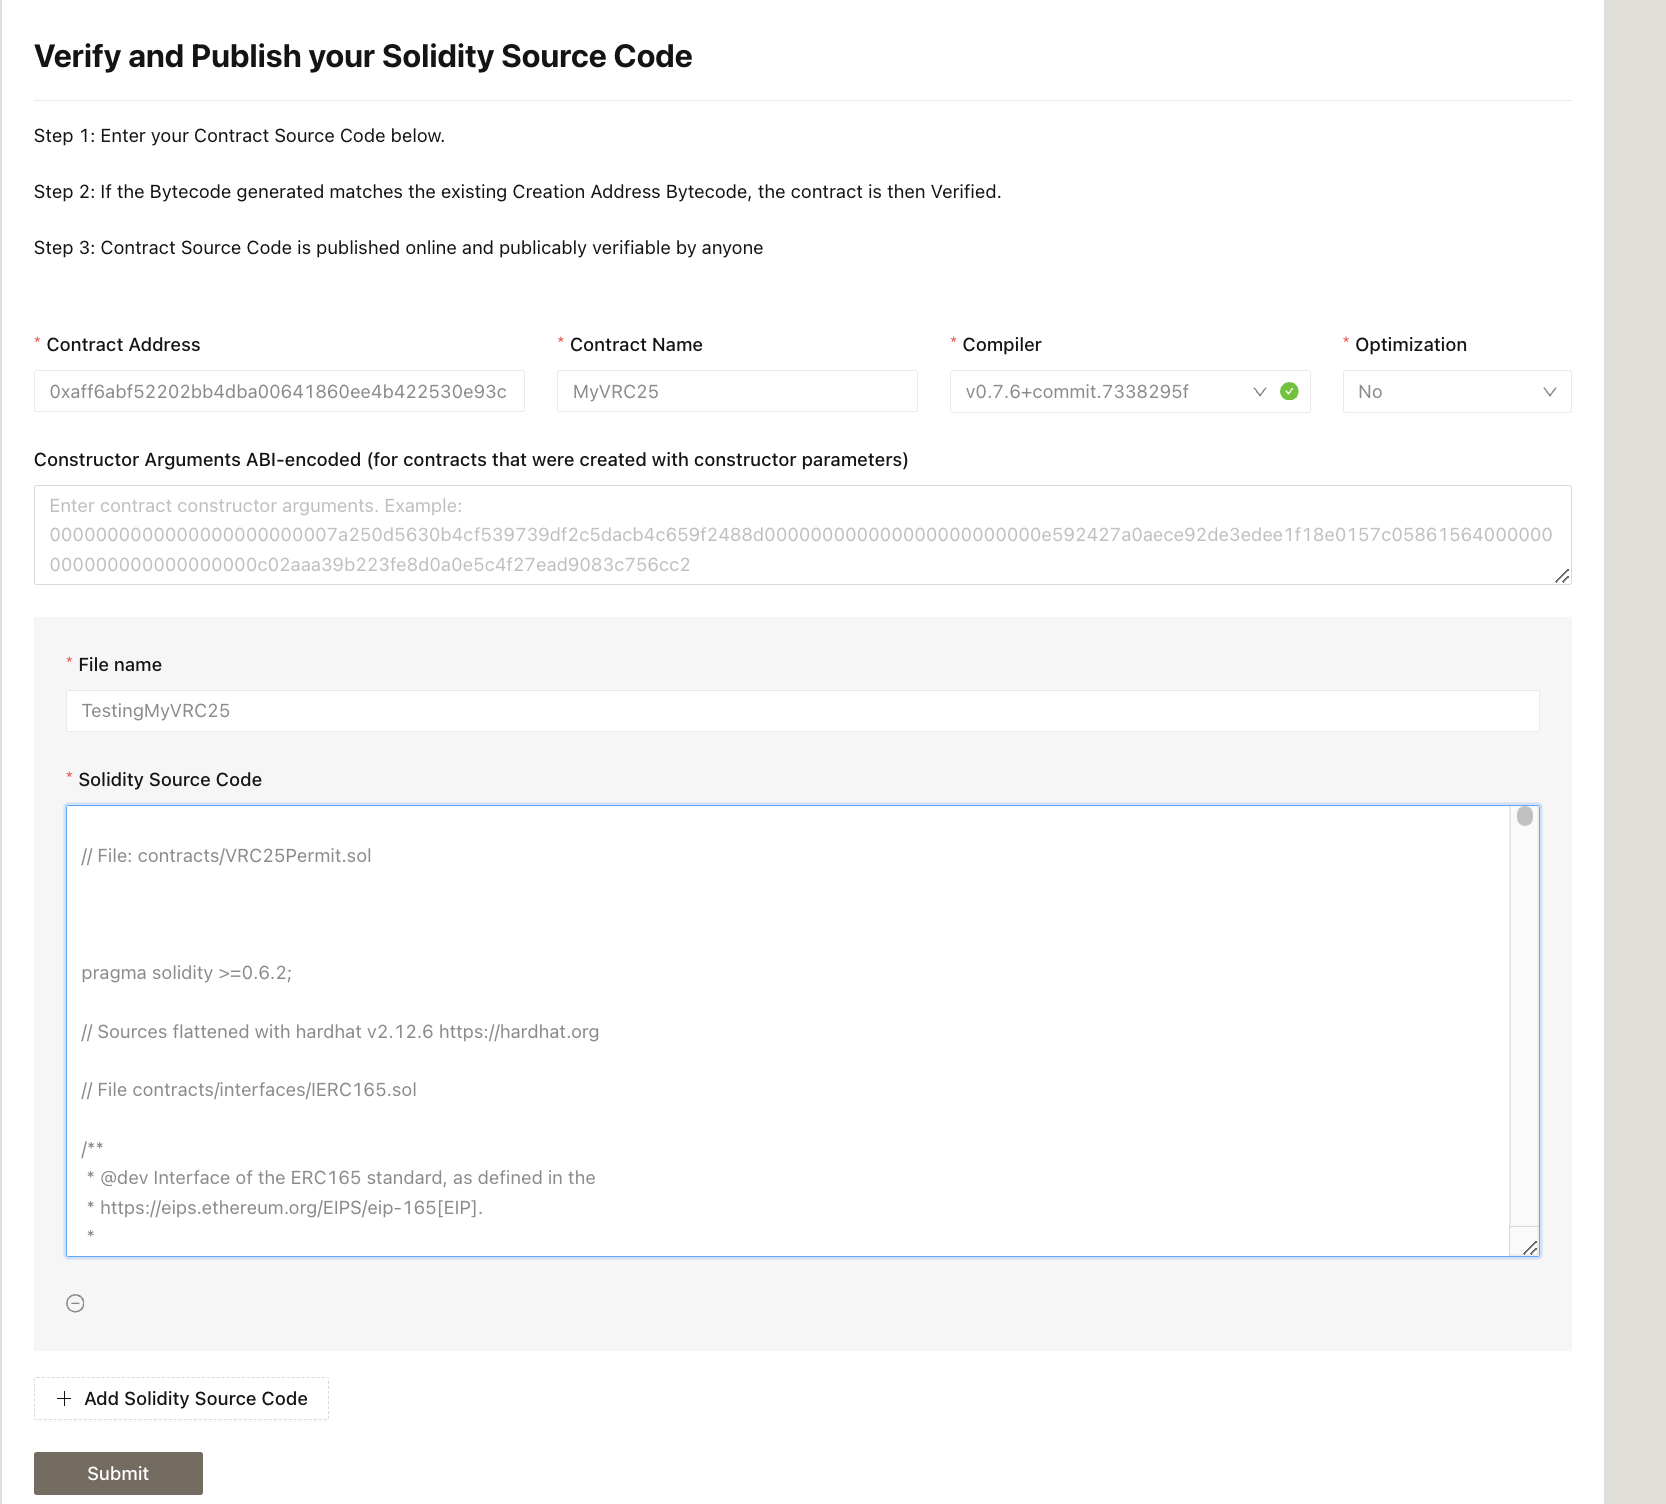 Verify and Publish your Solidity Source Code
Step 1: Enter your Contract Source Code below.
Step 2: If the Bytecode generated matches the existing Creation Address Bytecode, the contract is then Verified.
Step 3: Contract Source Code is published online and publicably verifiable by anyone
* Contract Address
* Contract Name
* Compiler
* Optimization
0xaff6abf52202bb4dba00641860ee4b422530e93c
MyVRC25
v0.7.6+commit.7338295f
No
Constructor Arguments ABI-encoded (for contracts that were created with constructor parameters)
Enter contract constructor arguments. Example:
0000000000000000000000007a250d5630b4cf539739df2c5dacb4c659f2488d000000000000000000000000e592427a0aece92de3edee1f18e0157c05861564000000
000000000000000000c02aaa39b223fe8d0a0e5c4f27ead9083c756cc2
* File name
TestingMyVRC25
* Solidity Source Code
// File: contracts/VRC25Permit.sol
pragma solidity >=0.6.2;
// Sources flattened with hardhat v2.12.6 https://hardhat.org
// File contracts/interfaces/IERC165.sol
/**
* @dev Interface of the ERC165 standard, as defined in the
* https://eips.ethereum.org/EIPS/eip-165[EIP].
*
+ Add Solidity Source Code
Submit